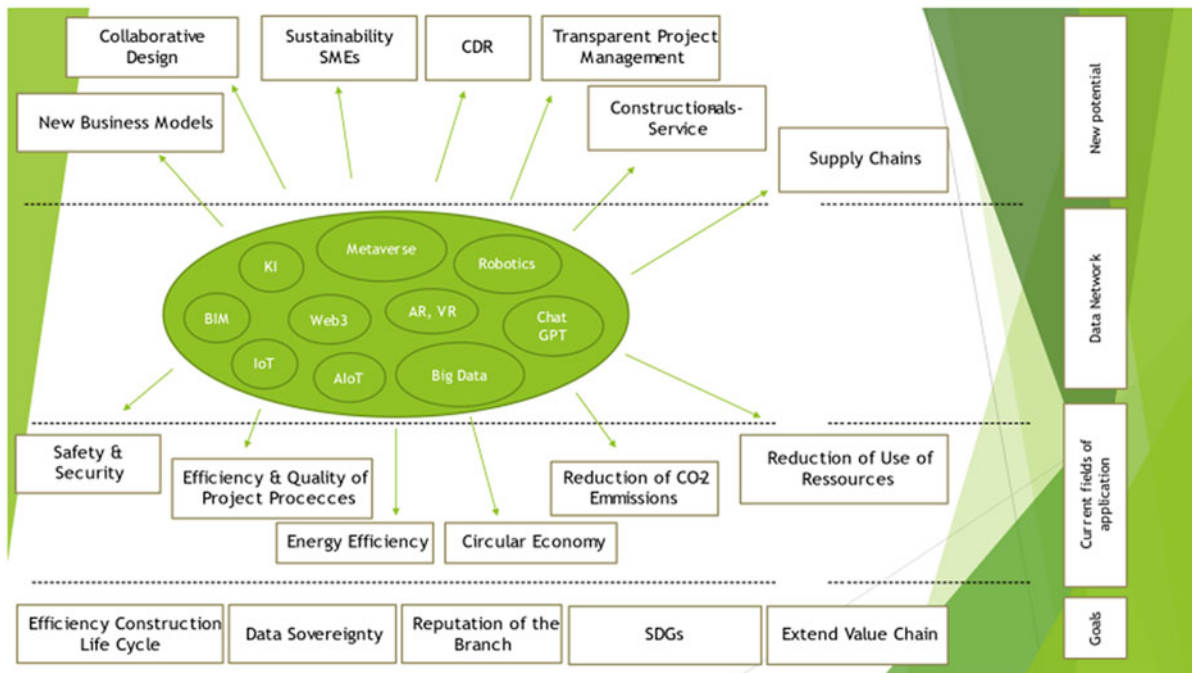 Collaborative
Design
Sustainability
SMEs
CDR
Transparent Project
Management
New Business Models
Constructionals-
Service
Supply Chains
New potential
KI
Metaverse
Robotics
BIM
Web3
AR, VR
Chat
GPT
IoT
AIoT
Big Data
Data Network
Safety &
Security
Efficiency & Quality of
Project Procecces
Reduction of CO2
Emmissions
Reduction of Use of
Ressources
Energy Efficiency
Circular Economy
Current fields of
application
Efficiency Construction
Life Cycle
Data Sovereignty
Reputation of the
Branch
SDGs
Extend Value Chain
Goals